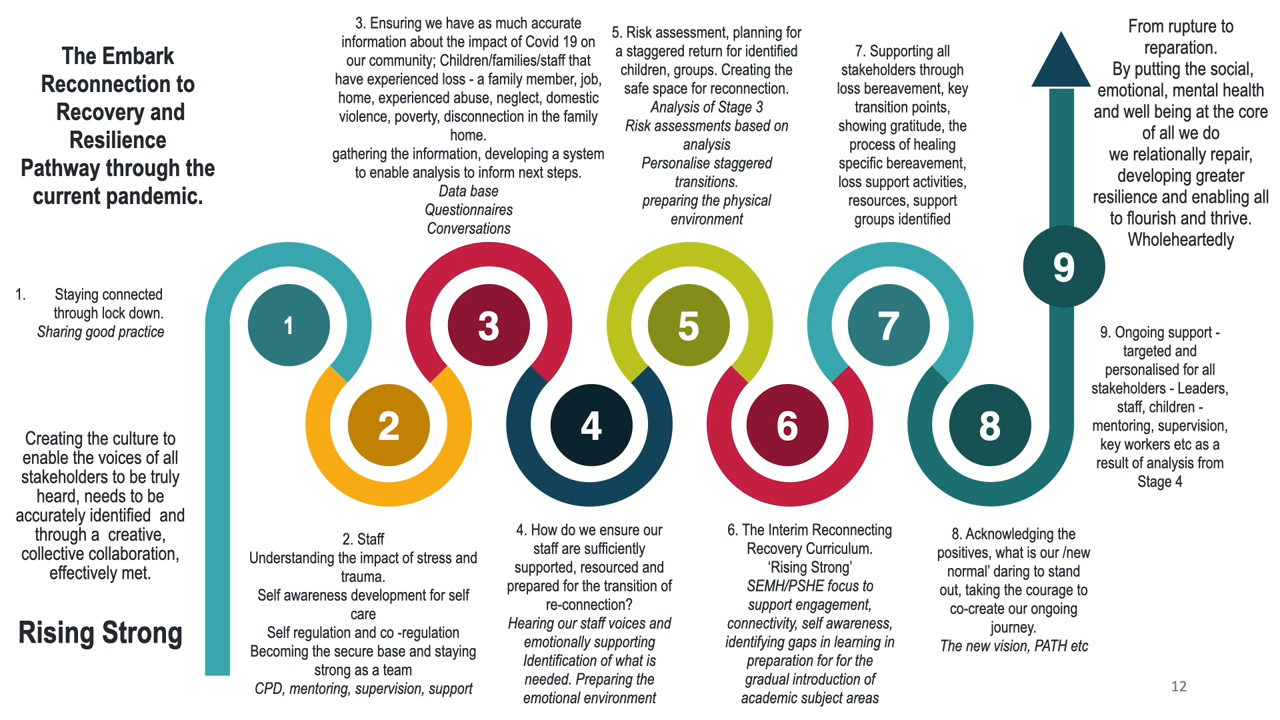 The Embark
Reconnection to
Recovery and
Resilience
Pathway through the
current pandemic.
1. Staying connected
through lock down.
Sharing good practice
Creating the culture to
enable the voices of all
stakeholders to be truly
heard, needs to be
accurately identified and
through a creative,
collective collaboration,
effectively met.
Rising Strong
1
2
2. Staff
Understanding the impact of stress and
trauma.
Self awareness development for self
care
Self regulation and co -regulation
Becoming the secure base and staying
strong as a team
CPD, mentoring, supervision, support
3. Ensuring we have as much accurate
information about the impact of Covid 19 on
our community; Children/families/staff that
have experienced loss - a family member, job,
home, experienced abuse, neglect, domestic
violence, poverty, disconnection in the family
home.
gathering the information, developing a system
to enable analysis to inform next steps.
Data base
Questionnaires
Conversations
3
4
4. How do we ensure our
staff are sufficiently
supported, resourced and
prepared for the transition of
re-connection?
Hearing our staff voices and
emotionally supporting
Identification of what is
needed. Preparing the
emotional environment
5. Risk assessment, planning for
a staggered return for identified
children, groups. Creating the
safe space for reconnection.
Analysis of Stage 3
Risk assessments based on
analysis
Personalise staggered
transitions.
preparing the physical
environment
5
6
6. The Interim Reconnecting
Recovery Curriculum.
‘Rising Strong’
SEMH/PSHE focus to
support engagement,
connectivity, self awareness,
identifying gaps in learning in
preparation for for the
gradual introduction of
academic subject areas
7. Supporting all
stakeholders through
loss bereavement, key
transition points,
showing gratitude, the
process of healing
specific bereavement,
loss support activities,
resources, support
groups identified
7
8
8. Acknowledging the
positives, what is our /new
normal’ daring to stand
out, taking the courage to
co-create our ongoing
journey.
The new vision, PATH etc
From rupture to
reparation.
By putting the social,
emotional, mental health
and well being at the core
of all we do
we relationally repair,
developing greater
resilience and enabling all
to flourish and thrive.
Wholeheartedly
9
9. Ongoing support -
targeted and
personalised for all
stakeholders - Leaders,
staff, children -
mentoring, supervision,
key workers etc as a
result of analysis from
Stage 4
12